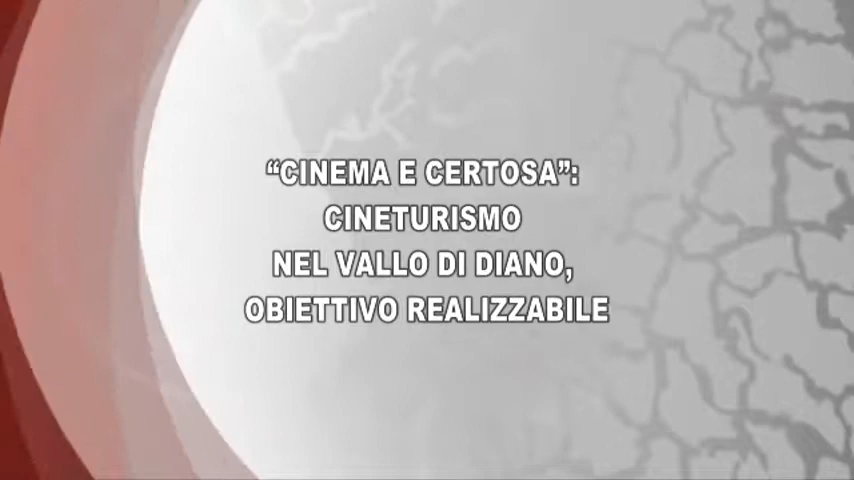 “CINEMA E CERTOSA”:
CINETURISMO
NEL VALLO DI DIANO,
OBIETTIVO REALIZZABILE